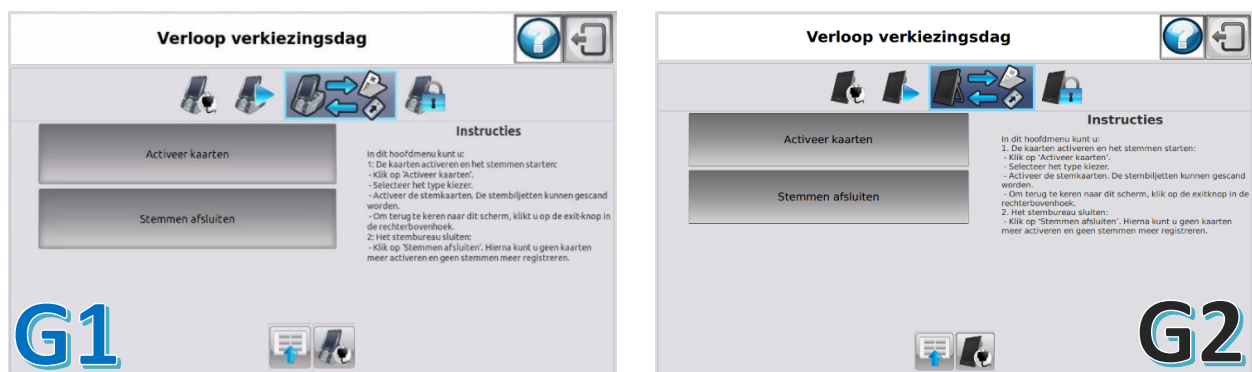 Verloop verkiezingsdag
Activeer kaarten
Stemmen afsluiten
Instructies
In dit hoofdmenu kunt u:
1: De kaarten activeren en het stemmen starten:
- Klik op 'Activeer kaarten'.
- Selecteer het type kiezer.
- Activeer de stemkaarten. De stembiljetten kunnen gescand
worden.
- Om terug te keren naar dit scherm, klikt u op de exit-knop in
de rechterbovenhoek.
2: Het stembureau sluiten:
- Klik op 'Stemmen afsluiten'. Hierna kunt u geen kaarten
meer activeren en geen stemmen meer registreren.
G1
Verloop verkiezingsdag
Activeer kaarten
Stemmen afsluiten
Instructies
In dit hoofdmenu kunt u:
1. De kaarten activeren en het stemmen starten:
- Klik op 'Activeer kaarten'.
- Selecteer het type kiezer.
- Activeer de stemkaarten. De stembiljetten kunnen gescand
worden.
- Om terug te keren naar dit scherm, klik op de exitknop in de
rechterbovenhoek.
2. Het stembureau sluiten:
- Klik op 'Stemmen afsluiten'. Hierna kunt u geen kaarten
meer activeren en geen stemmen meer registreren.
G2